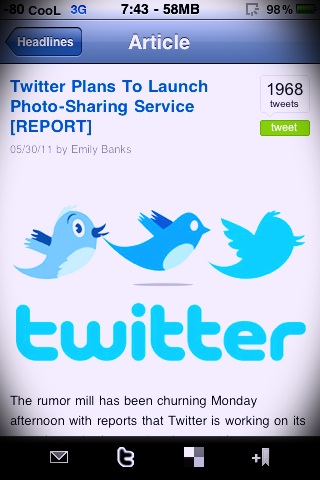 -80 COOL 3G 7:43 - 58MB 98%
Headlines
Article
Twitter Plans To Launch
Photo-Sharing Service
[REPORT]
1968
tweets
tweet
05/30/11 by Emily Banks
twitter
The rumor mill has been churning Monday
afternoon with reports that Twitter is working on its